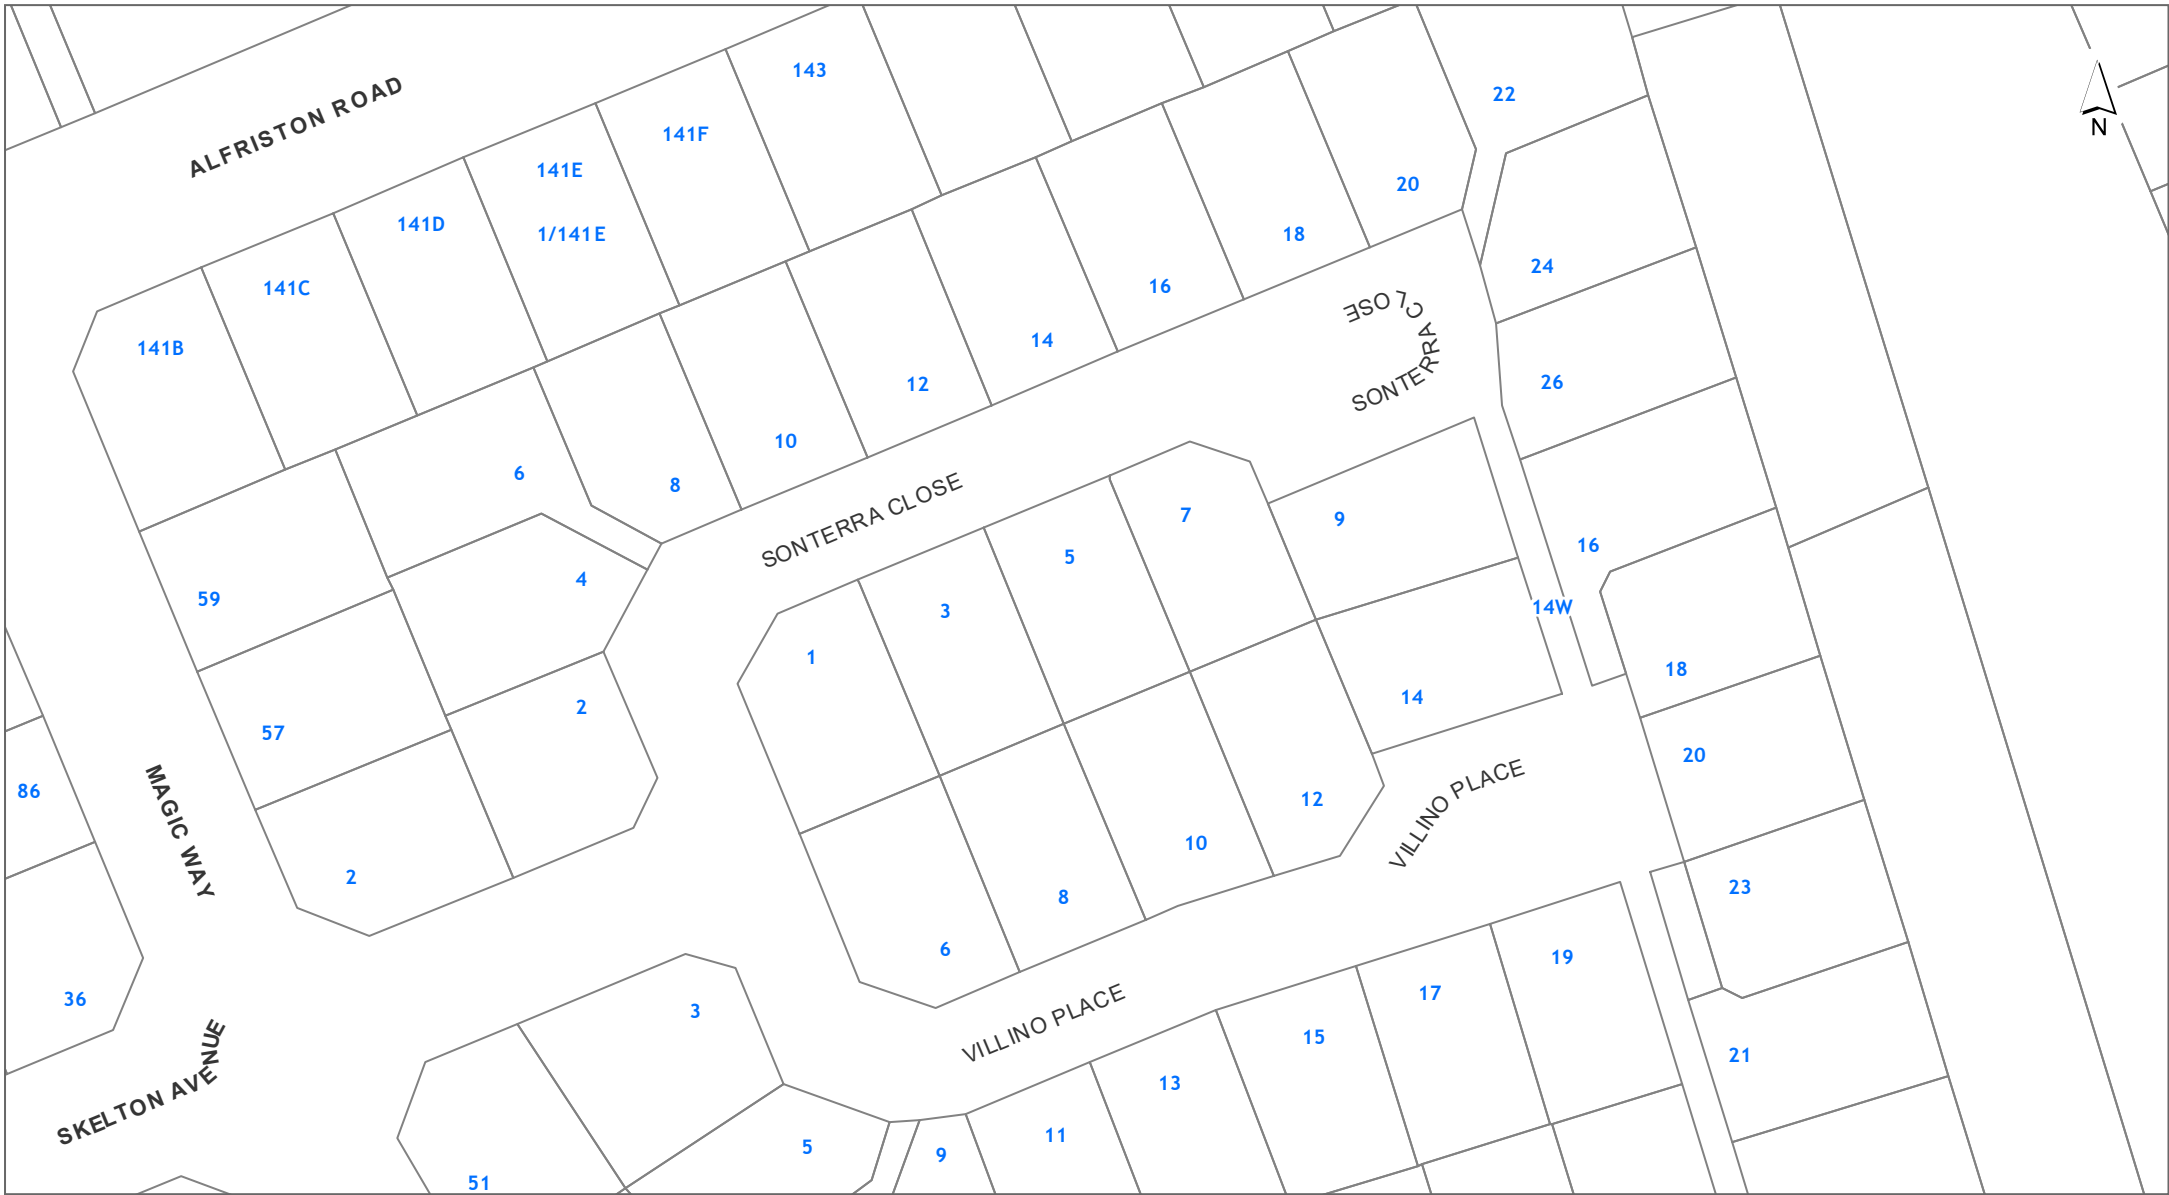 143
22
ALFRISTON ROAD
N
141F
141E
20
141D
1/141E
18
24
141C
16
SONTERRA CLOSE
141B
14
26
12
10
6
8
SONTERRA CLOSE
7
9
16
5
4
59
3
14W
1
18
14
2
57
20
VILLINO PLACE
86
MAGIC WAY
12
10
2
23
8
6
19
17
36
3
VILLINO PLACE
15
SKELTON AVENUE
21
13
11
5
9
51